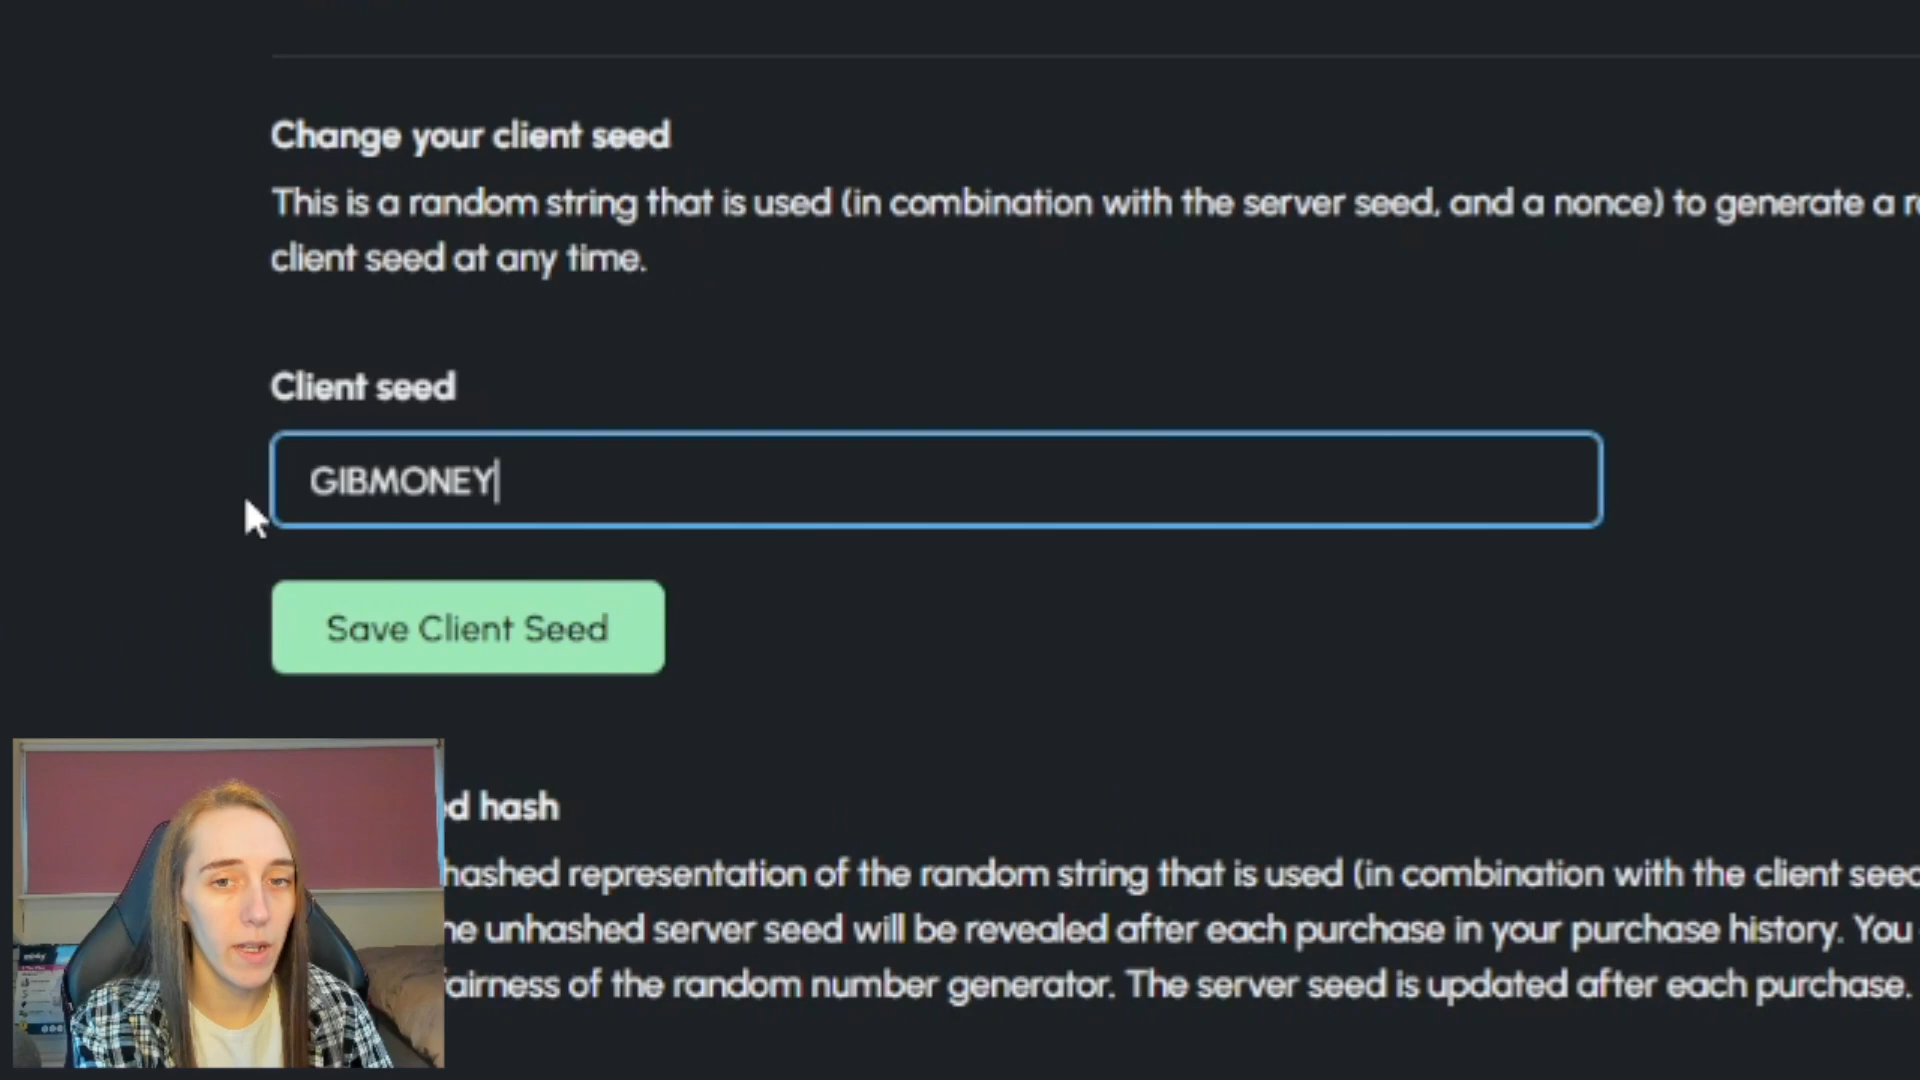 Change your client seed
This is a random string that is used (in combination with the server seed, and a nonce) to generate a
client seed at any time.
Client seed
GIBMONEY
Save Client Seed
hash
hashed representation of the random string that is used (in combination with the client seed
unhashed server seed will be revealed after each purchase in your purchase history. You
fairness of the random number generator. The server seed is updated after each purchase.